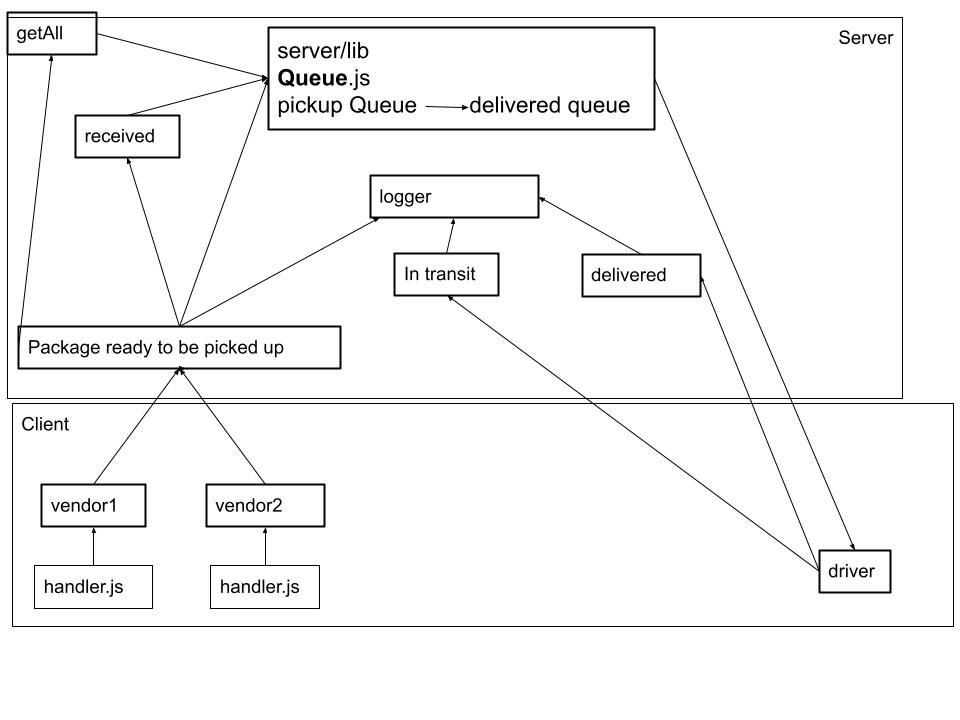 getAll
Server
server/lib
Queue.js
pickup Queue
delivered queue
received
logger
In transit
delivered
Package ready to be picked up
Client
vendor1
vendor2
handler.js
handler.js
driver